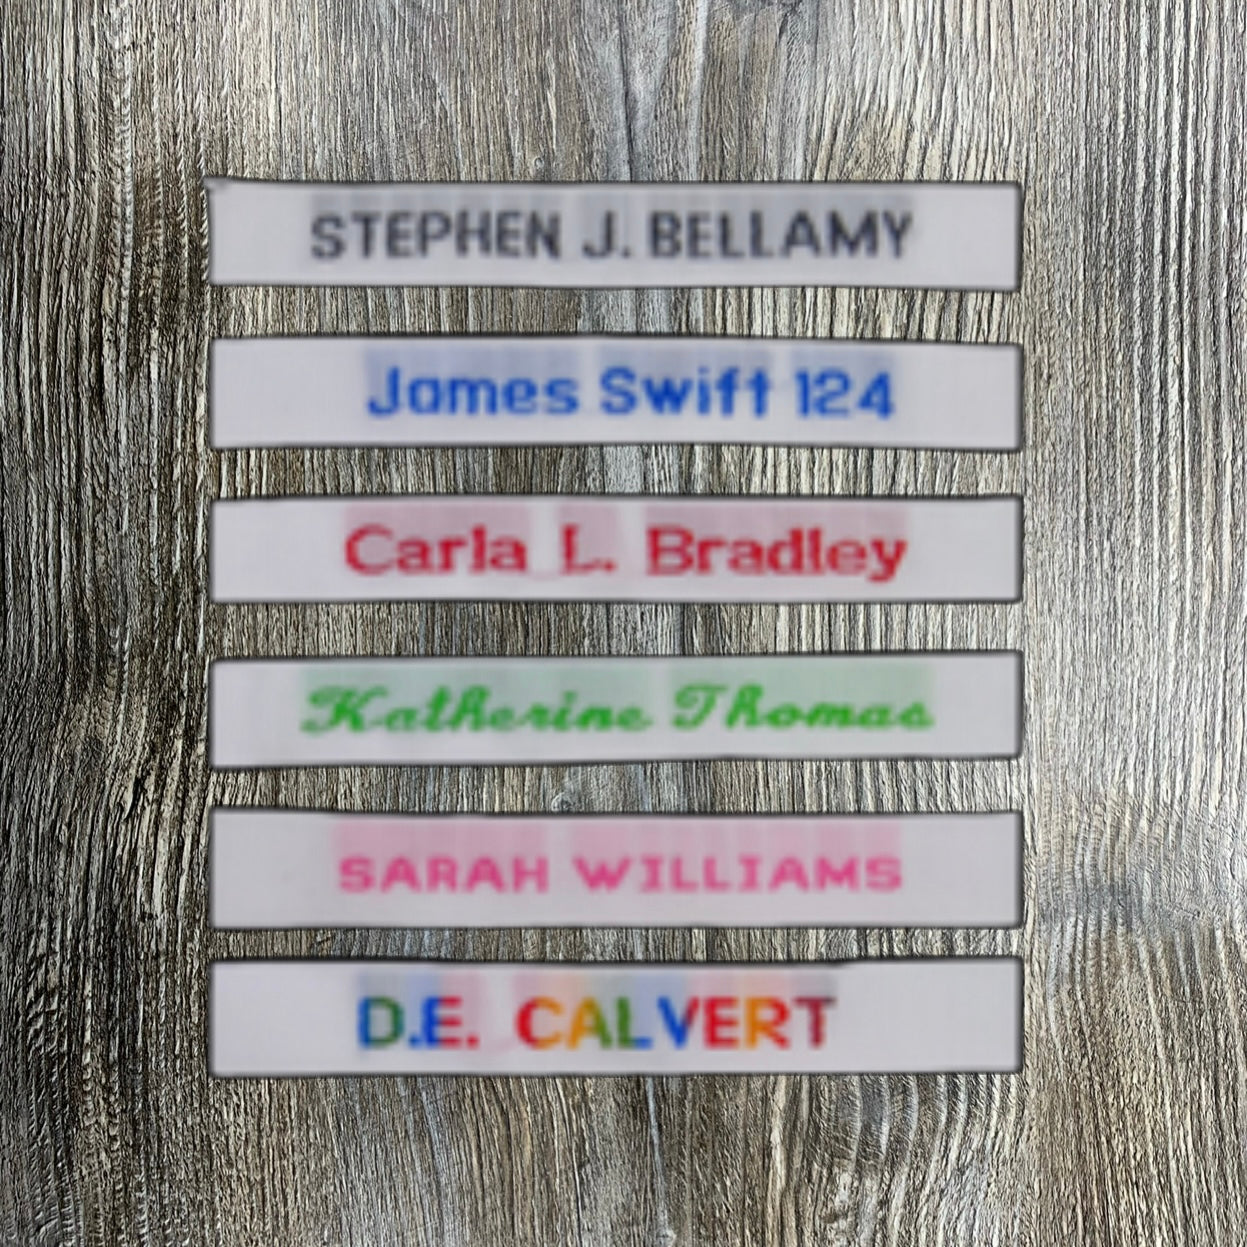 STEPHEN J. BELLAMY
James Swift 124
Carla L. Bradley
Katherine Thomas
SARAH WILLIAMS
D.E. CALVERT